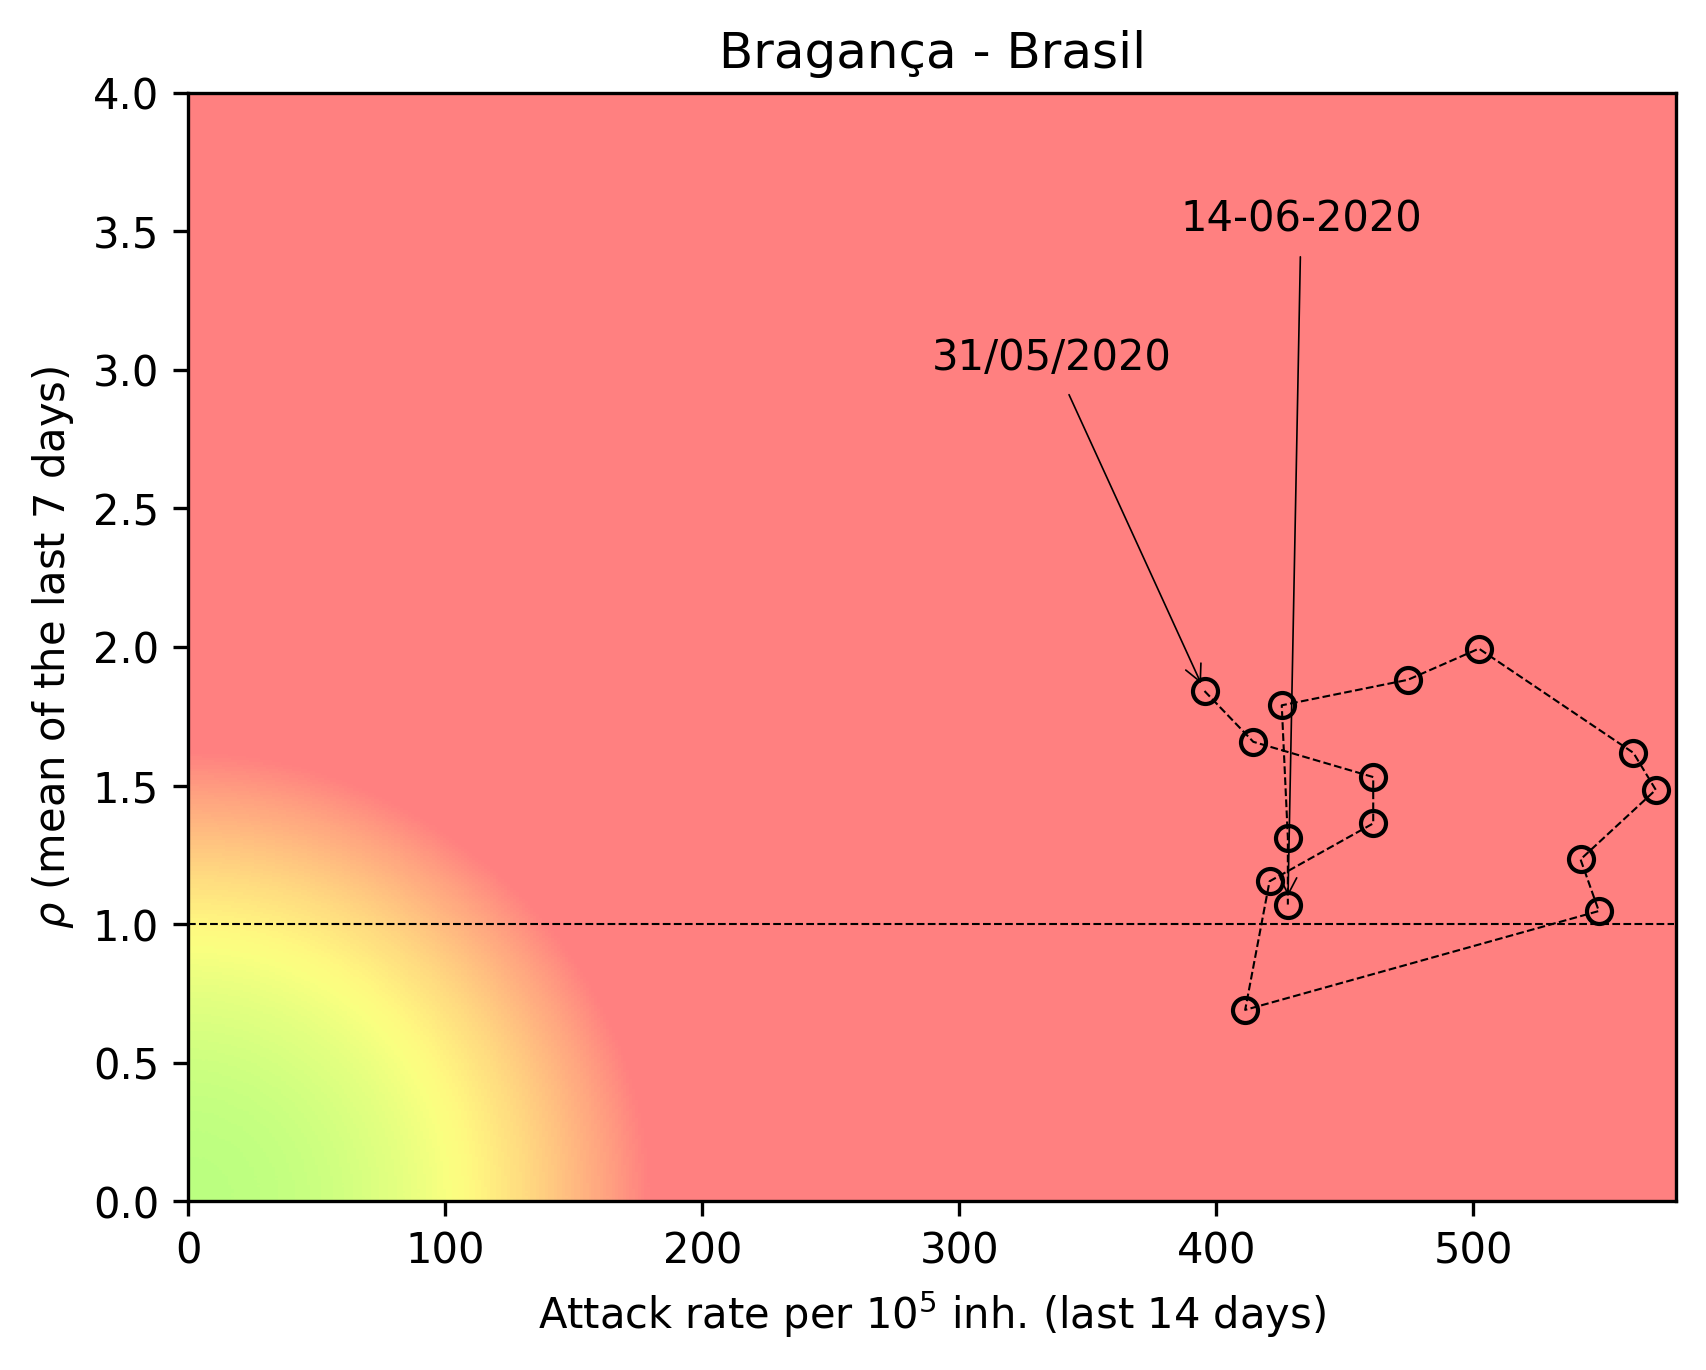 Bragança - Brasil
4.0
3.5
3.0
2.5
2.0
1.5
1.0
0.5
0.0
ρ (mean of the last 7 days)
14-06-2020
31/05/2020
0 100 200 300 400 500
Attack rate per 10⁵ inh. (last 14 days)